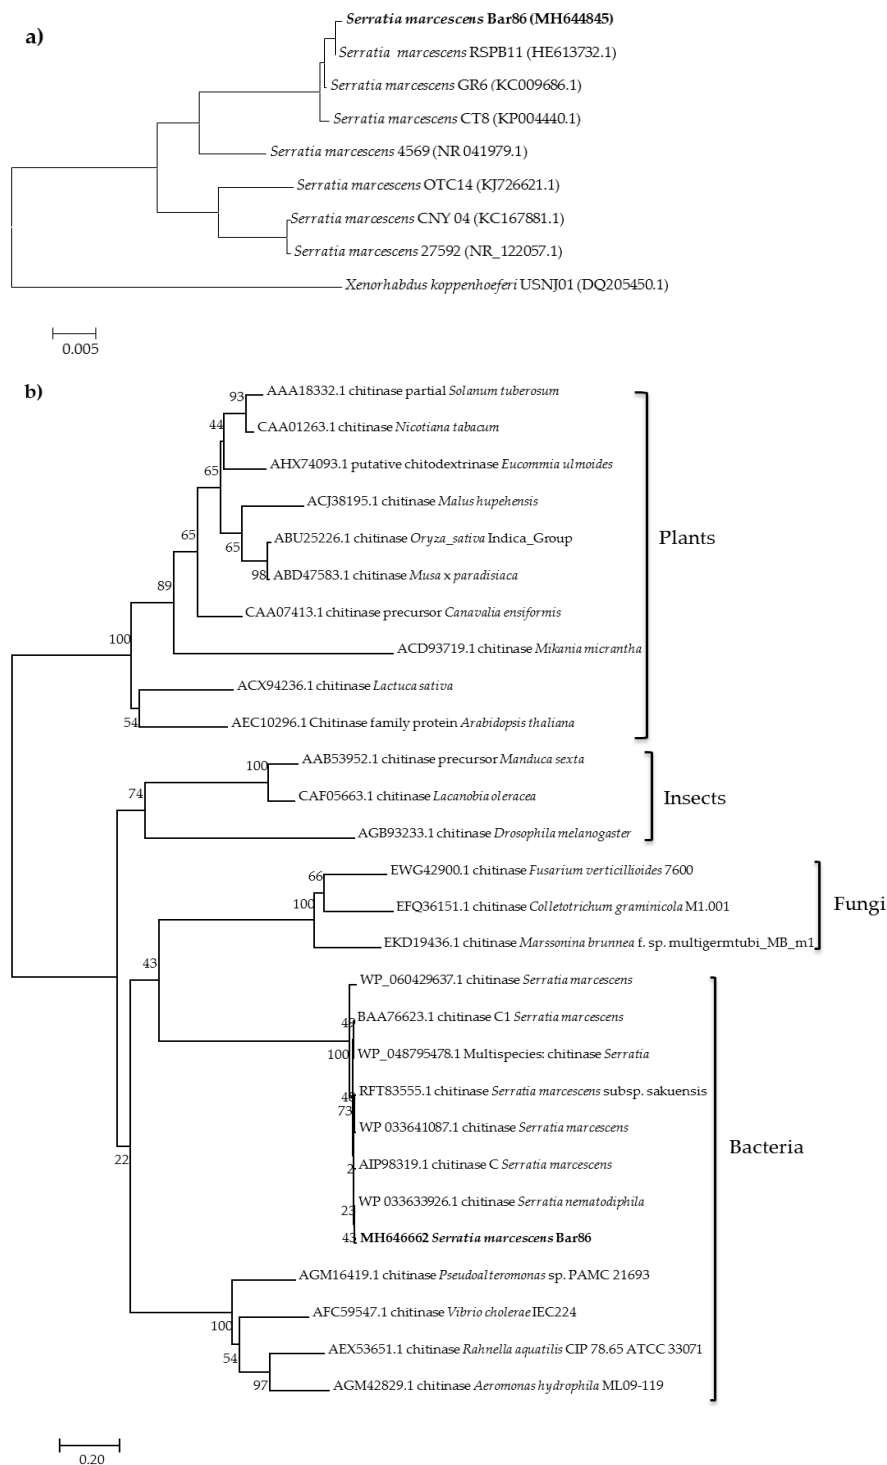 a)
Serratia marcescens Bar86 (MH644845)
Serratia marcescens RSPB11 (HE613732.1)
Serratia marcescens GR6 (KC009686.1)
Serratia marcescens CT8 (KP004440.1)
Serratia marcescens 4569 (NR 041979.1)
Serratia marcescens OTC14 (KJ726621.1)
Serratia marcescens CNY 04 (KC167881.1)
Serratia marcescens 27592 (NR_122057.1)
Xenorhabdus koppenhoeferi USNJ01 (DQ205450.1)
0.005
b)
93
AAA18332.1 chitinase partial Solanum tuberosum
44
CAA01263.1 chitinase Nicotiana tabacum
65
AHX74093.1 putative chitodextrinase Eucommia ulmoides
ACJ38195.1 chitinase Malus hupehensis
65
65
ABU25226.1 chitinase Oryza_sativa Indica_Group
Plants
98
ABD47583.1 chitinase Musa x paradisiaca
89
CAA07413.1 chitinase precursor Canavalia ensiformis
100
ACD93719.1 chitinase Mikania micrantha
ACX94236.1 chitinase Lactuca sativa
54
AEC10296.1 Chitinase family protein Arabidopsis thaliana
100
AAB53952.1 chitinase precursor Manduca sexta
74
CAF05663.1 chitinase Lacanobia oleracea
Insects
AGB93233.1 chitinase Drosophila melanogaster
66
EWG42900.1 chitinase Fusarium verticillioides 7600
100
EFQ36151.1 chitinase Colletotrichum graminicola M1.001
Fungi
EKD19436.1 chitinase Marssonina brunnea f. sp. multigermtubi_MB_m1
43
WP_060429637.1 chitinase Serratia marcescens
BAA76623.1 chitinase C1 Serratia marcescens
100
WP_048795478.1 Multispecies: chitinase Serratia
RFT83555.1 chitinase Serratia marcescens subsp. sakuensis
73
WP 033641087.1 chitinase Serratia marcescens
Bacteria
22
AIP98319.1 chitinase C Serratia marcescens
WP 033633926.1 chitinase Serratia nematodiphila
23
43
MH646662 Serratia marcescens Bar86
AGM16419.1 chitinase Pseudoalteromonas sp. PAMC 21693
100
AFC59547.1 chitinase Vibrio cholerae IEC224
54
AEX53651.1 chitinase Rahnella aquatilis CIP 78.65 ATCC 33071
97
AGM42829.1 chitinase Aeromonas hydrophila ML09-119
0.20